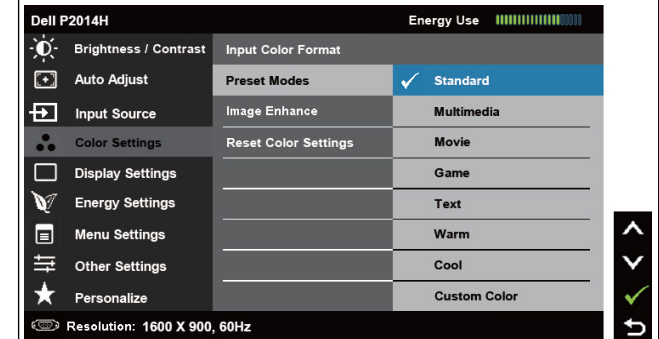 Dell P2014H Energy Use
Brightness / Contrast Input Color Format
Auto Adjust Preset Modes Standard
Input Source Image Enhance Multimedia
Color Settings Reset Color Settings Movie
Display Settings Game
Energy Settings Text
Menu Settings Warm
Other Settings Cool
Personalize Custom Color
Resolution: 1600 X 900, 60Hz